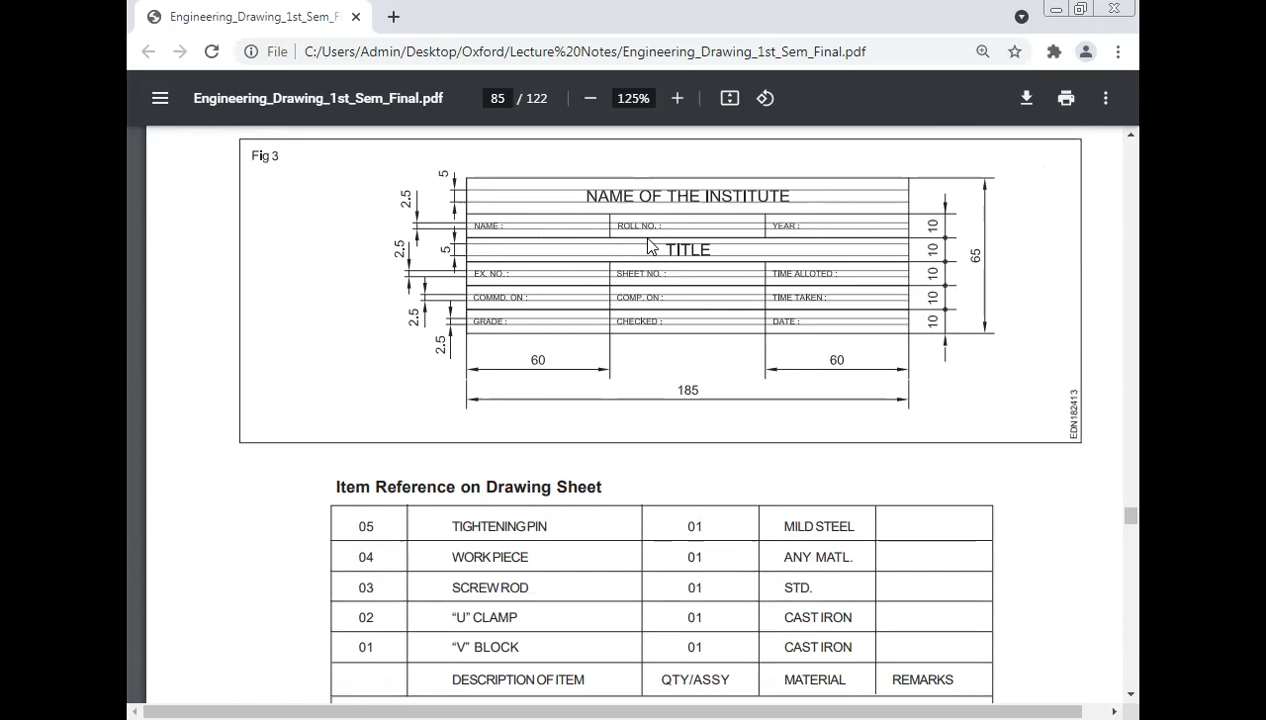 Engineering_Drawing_1st_Sem_Fi
File C:/Users/Admin/Desktop/Oxford/Lecture%20Notes/Engineering_Drawing_1st_Sem_Final.pdf
Engineering_Drawing_1st_Sem_Final.pdf 85 / 122 125%
Fig 3
5
NAME OF THE INSTITUTE
2.5
NAME : ROLL NO. : YEAR : 10
2.5 5 TITLE 10 65
EX. NO. : SHEET NO. : TIME ALLOTED : 10
2.5 COMMD. ON : COMP. ON : TIME TAKEN : 10
2.5 GRADE : CHECKED : DATE : 10
60 60
185
EDN182413
Item Reference on Drawing Sheet
05 TIGHTENING PIN 01 MILD STEEL
04 WORK PIECE 01 ANY MATL.
03 SCREW ROD 01 STD.
02 “U” CLAMP 01 CAST IRON
01 “V” BLOCK 01 CAST IRON
DESCRIPTION OF ITEM QTY/ASSY MATERIAL REMARKS